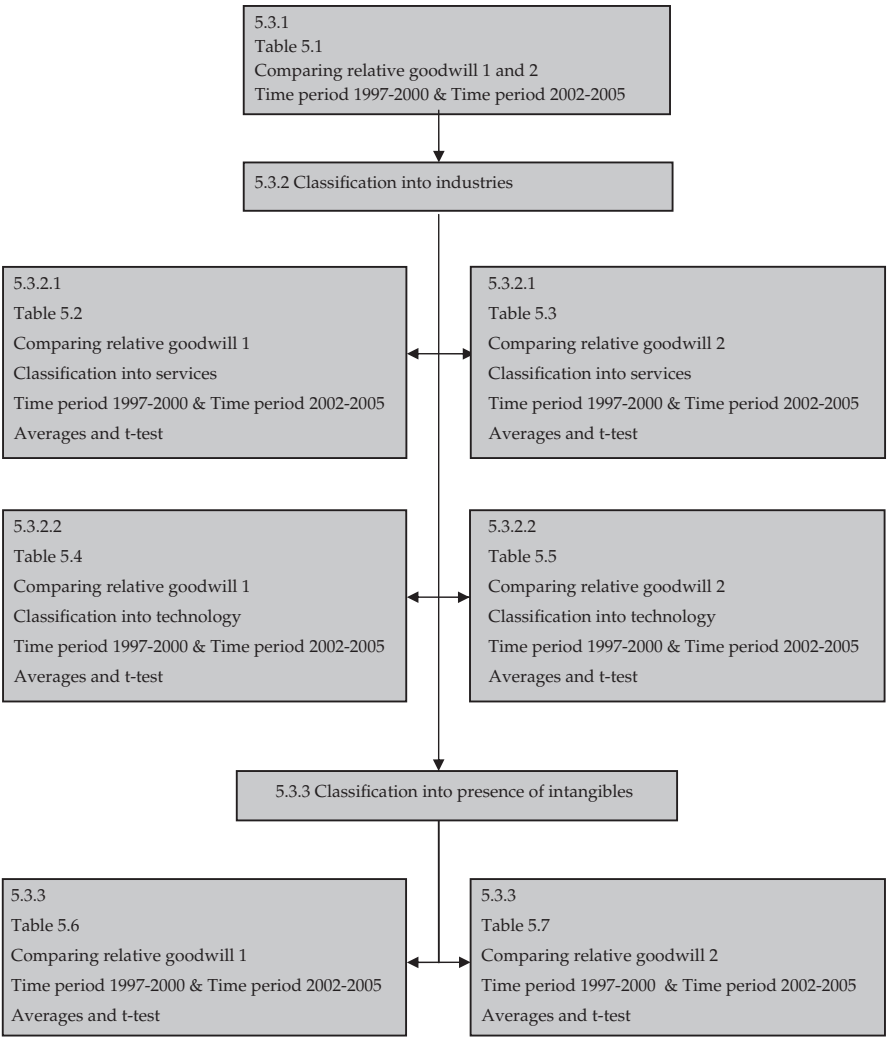 5.3.1
Table 5.1
Comparing relative goodwill 1 and 2
Time period 1997-2000 & Time period 2002-2005
5.3.2 Classification into industries
5.3.2.1
Table 5.2
Comparing relative goodwill 1
Classification into services
Time period 1997-2000 & Time period 2002-2005
Averages and t-test
5.3.2.1
Table 5.3
Comparing relative goodwill 2
Classification into services
Time period 1997-2000 & Time period 2002-2005
Averages and t-test
5.3.2.2
Table 5.4
Comparing relative goodwill 1
Classification into technology
Time period 1997-2000 & Time period 2002-2005
Averages and t-test
5.3.2.2
Table 5.5
Comparing relative goodwill 2
Classification into technology
Time period 1997-2000 & Time period 2002-2005
Averages and t-test
5.3.3 Classification into presence of intangibles
5.3.3
Table 5.6
Comparing relative goodwill 1
Time period 1997-2000 & Time period 2002-2005
Averages and t-test
5.3.3
Table 5.7
Comparing relative goodwill 2
Time period 1997-2000 & Time period 2002-2005
Averages and t-test